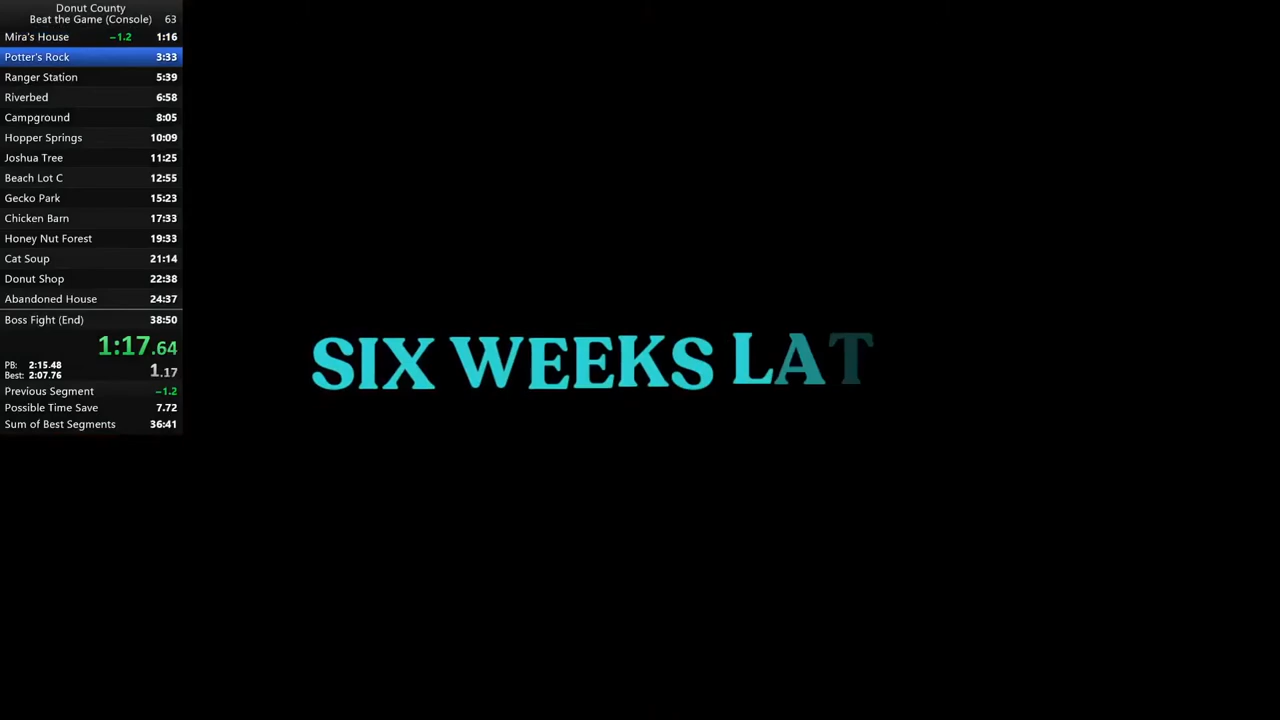 Donut County
Beat the Game (Console) 63
Mira's House −1.2 1:16
Potter's Rock 3:33
Ranger Station 5:39
Riverbed 6:58
Campground 8:05
Hopper Springs 10:09
Joshua Tree 11:25
Beach Lot C 12:55
Gecko Park 15:23
Chicken Barn 17:33
Honey Nut Forest 19:33
Cat Soup 21:14
Donut Shop 22:38
Abandoned House 24:37
Boss Fight (End) 38:50
1:17.64
PB: 2:15.48
Best: 2:07.76 1.17
Previous Segment −1.2
Possible Time Save 7.72
Sum of Best Segments 36:41
SIX WEEKS LAT